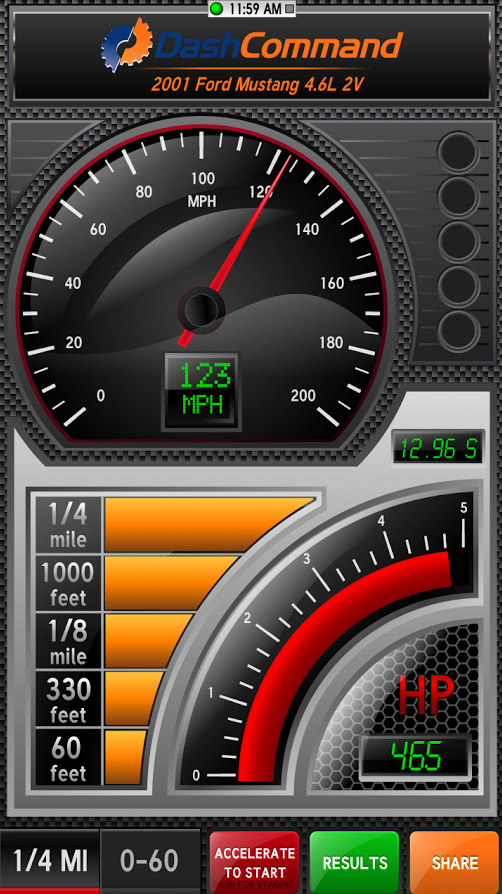 11:59 AM
DashCommand
2001 Ford Mustang 4.6L 2V
0
20
40
60
80
100
120
140
160
180
200
MPH
123
MPH
12.96 S
1/4
mile
1000
feet
1/8
mile
330
feet
60
feet
0
1
2
3
4
5
HP
465
1/4 MI
0-60
ACCELERATE
TO START
RESULTS
SHARE